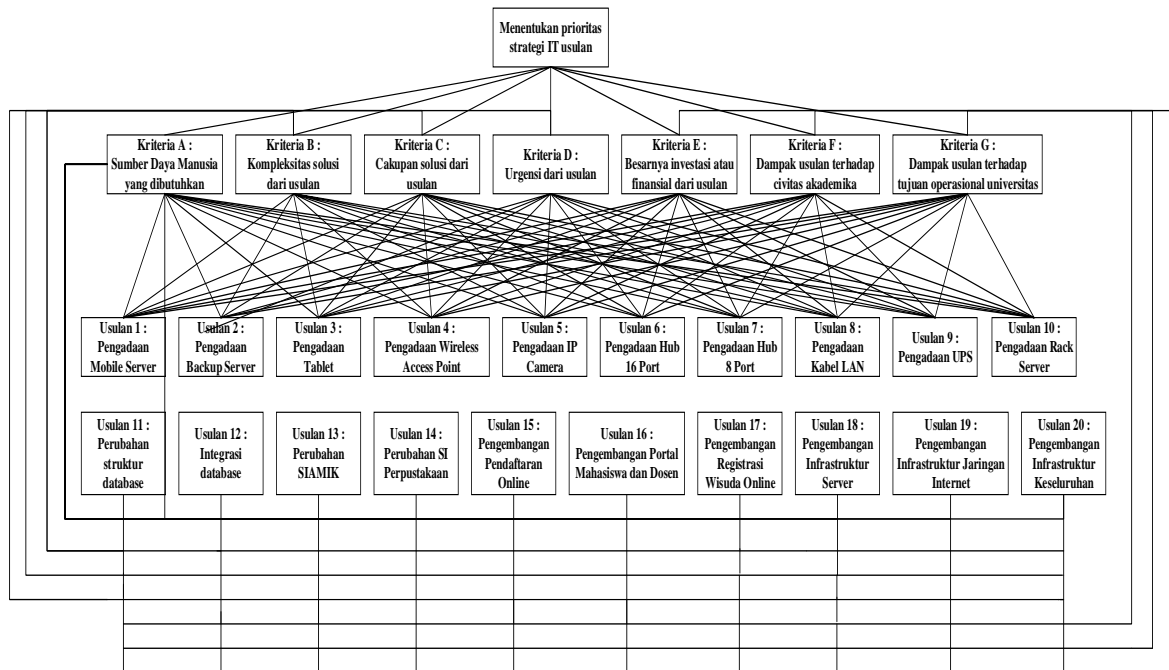 Menentukan prioritas
strategi IT usulan
Kriteria A :
Sumber Daya Manusia
yang dibutuhkan
Kriteria B :
Kompleksitas solusi
dari usulan
Kriteria C :
Cakupan solusi dari
usulan
Kriteria D :
Urgensi dari usulan
Kriteria E :
Besarnya investasi atau
finansial dari usulan
Kriteria F :
Dampak usulan terhadap
civitas akademika
Kriteria G :
Dampak usulan terhadap
tujuan operasional universitas
Usulan 1 :
Pengadaan
Mobile Server
Usulan 2 :
Pengadaan
Backup Server
Usulan 3 :
Pengadaan
Tablet
Usulan 4 :
Pengadaan Wireless
Access Point
Usulan 5 :
Pengadaan IP
Camera
Usulan 6 :
Pengadaan Hub
16 Port
Usulan 7 :
Pengadaan Hub
8 Port
Usulan 8 :
Pengadaan
Kabel LAN
Usulan 9 :
Pengadaan UPS
Usulan 10 :
Pengadaan Rack
Server
Usulan 11 :
Perubahan
struktur
database
Usulan 12 :
Integrasi
database
Usulan 13 :
Perubahan
SIAMIK
Usulan 14 :
Perubahan SI
Perpustakaan
Usulan 15 :
Pengembangan
Pendaftaran
Online
Usulan 16 :
Pengembangan Portal
Mahasiswa dan Dosen
Usulan 17 :
Pengembangan
Registrasi
Wisuda Online
Usulan 18 :
Pengembangan
Infrastruktur
Server
Usulan 19 :
Pengembangan
Infrastruktur Jaringan
Internet
Usulan 20 :
Pengembangan
Infrastruktur
Keseluruhan